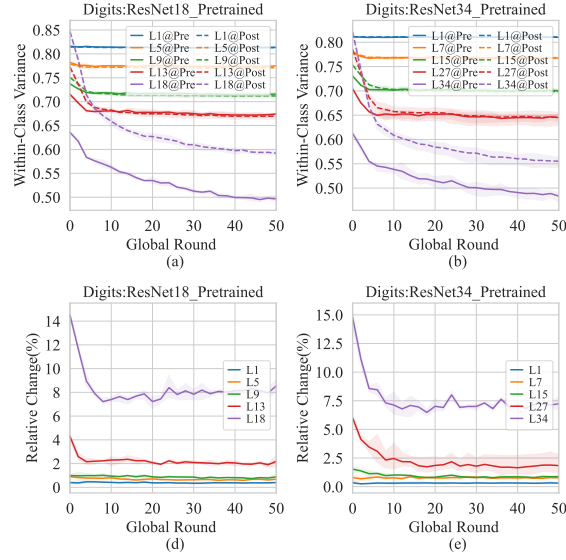 Digits:ResNet18_Pretrained
0.85
0.80
0.75
0.70
0.65
0.60
0.55
0.50
Within-Class Variance
L1@Pre
L5@Pre
L9@Pre
L13@Pre
L18@Pre
L1@Post
L5@Post
L9@Post
L13@Post
L18@Post
0 10 20 30 40 50
Global Round
(a)
Digits:ResNet34_Pretrained
0.80
0.75
0.70
0.65
0.60
0.55
0.50
Within-Class Variance
L1@Pre
L7@Pre
L15@Pre
L27@Pre
L34@Pre
L1@Post
L7@Post
L15@Post
L27@Post
L34@Post
0 10 20 30 40 50
Global Round
(b)
Digits:ResNet18_Pretrained
14
12
10
8
6
4
2
0
Relative Change(%)
L1
L5
L9
L13
L18
0 10 20 30 40 50
Global Round
(d)
Digits:ResNet34_Pretrained
15.0
12.5
10.0
7.5
5.0
2.5
0.0
Relative Change(%)
L1
L7
L15
L27
L34
0 10 20 30 40 50
Global Round
(e)